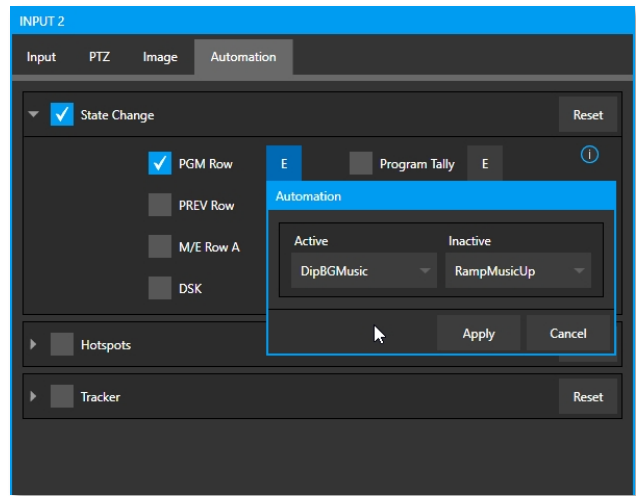 INPUT 2
Input PTZ Image Automation
State Change Reset
PGM Row E Program Tally E
PREV Row
Automation
M/E Row A
Active Inactive
DipBGMusic RampMusicUp
DSK
Apply Cancel
Hotspots
Tracker Reset